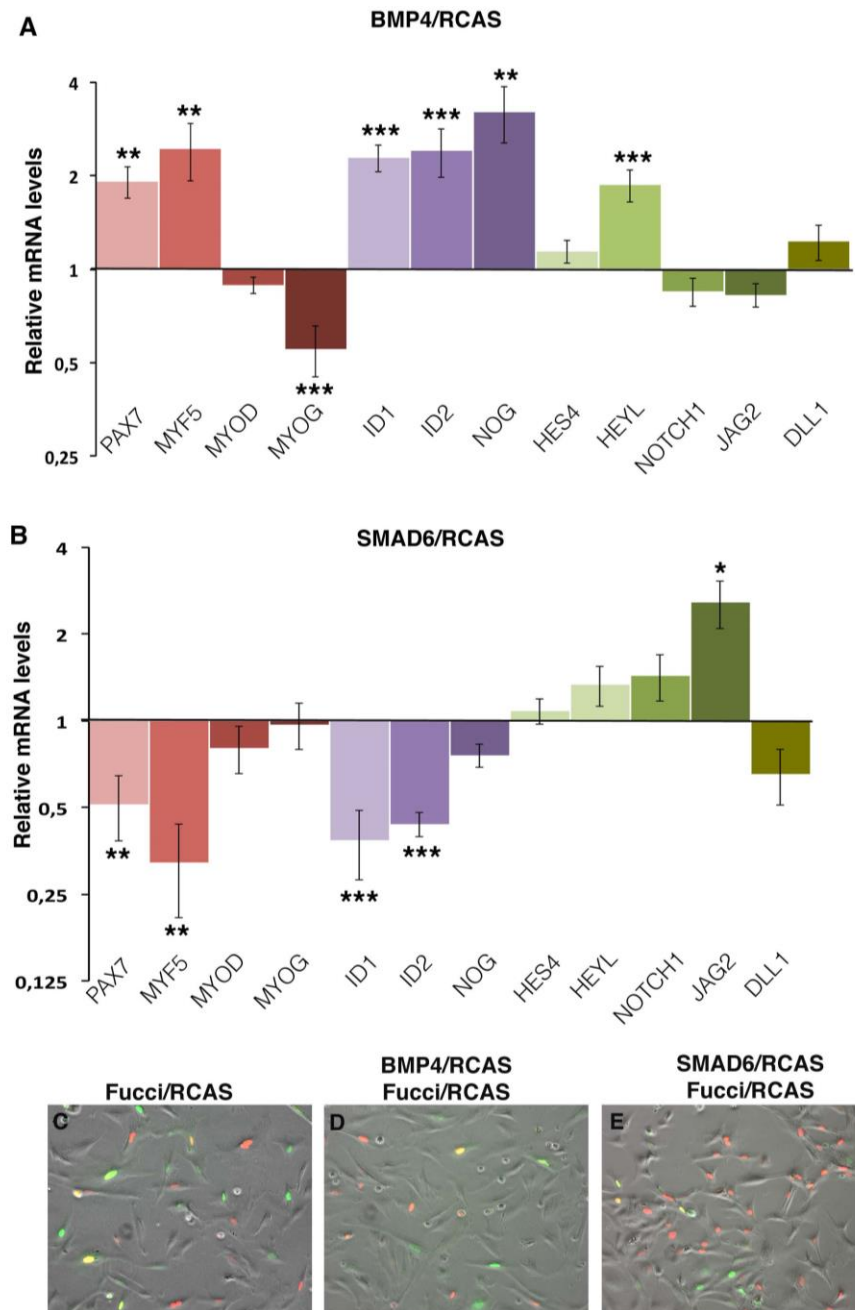 A
BMP4/RCAS
Relative mRNA levels
4
**
**
***
***
**
***
2
1
0,5
***
0,25
PAX7
MYF5
MYOD
MYOG
ID1
ID2
NOG
HES4
HEYL
NOTCH1
JAG2
DLL1
B
SMAD6/RCAS
Relative mRNA levels
4
*
2
1
0,5
**
**
***
***
0,25
0,125
PAX7
MYF5
MYOD
MYOG
ID1
ID2
NOG
HES4
HEYL
NOTCH1
JAG2
DLL1
Fucci/RCAS
BMP4/RCAS
Fucci/RCAS
SMAD6/RCAS
Fucci/RCAS
C
D
E